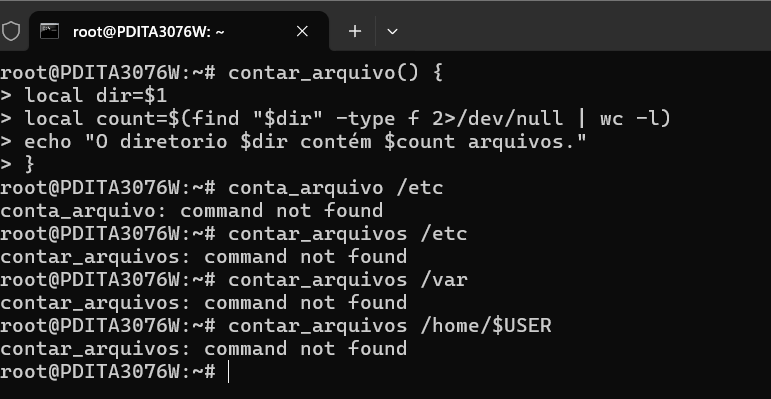 root@PDITA3076W: ~
root@PDITA3076W:~# contar_arquivo() {
> local dir=$1
> local count=$(find "$dir" -type f 2>/dev/null | wc -l)
> echo "O diretorio $dir contém $count arquivos."
> }
root@PDITA3076W:~# conta_arquivo /etc
conta_arquivo: command not found
root@PDITA3076W:~# contar_arquivos /etc
contar_arquivos: command not found
root@PDITA3076W:~# contar_arquivos /var
contar_arquivos: command not found
root@PDITA3076W:~# contar_arquivos /home/$USER
contar_arquivos: command not found
root@PDITA3076W:~#